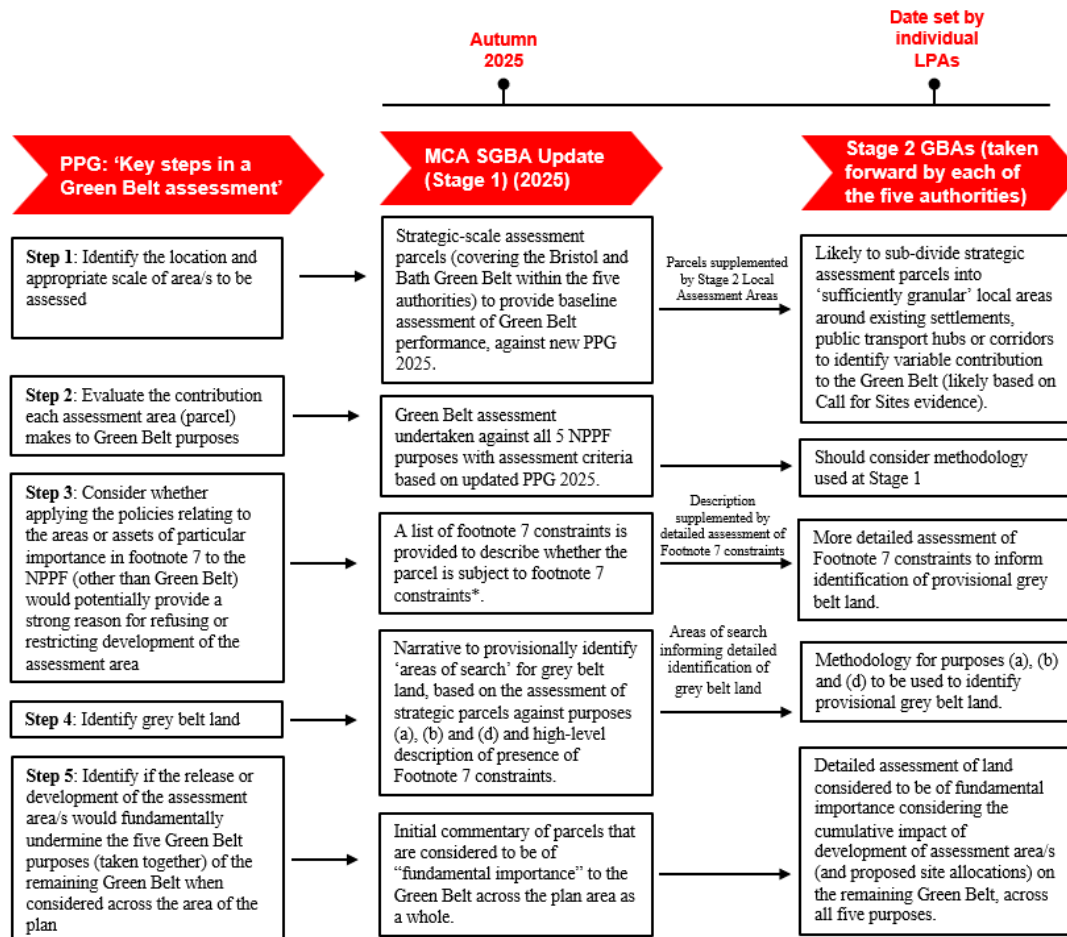 Autumn
2025
Date set by
individual
LPAs
PPG: ‘Key steps in a
Green Belt assessment’
MCA SGBA Update
(Stage 1) (2025)
Stage 2 GBAs (taken
forward by each of
the five authorities)
Step 1: Identify the location and
appropriate scale of area/s to be
assessed
Strategic-scale assessment
parcels (covering the Bristol and
Bath Green Belt within the five
authorities) to provide baseline
assessment of Green Belt
performance, against new PPG
2025.
Parcels supplemented
by Stage 2 Local
Assessment Areas
Likely to sub-divide strategic
assessment parcels into
‘sufficiently granular’ local areas
around existing settlements,
public transport hubs or corridors
to identify variable contribution
to the Green Belt (likely based on
Call for Sites evidence).
Step 2: Evaluate the contribution
each assessment area (parcel)
makes to Green Belt purposes
Green Belt assessment
undertaken against all 5 NPPF
purposes with assessment criteria
based on updated PPG 2025.
Should consider methodology
used at Stage 1
Step 3: Consider whether
applying the policies relating to
the areas or assets of particular
importance in footnote 7 to the
NPPF (other than Green Belt)
would potentially provide a
strong reason for refusing or
restricting development of the
assessment area
A list of footnote 7 constraints is
provided to describe whether the
parcel is subject to footnote 7
constraints*.
Description
supplemented by
detailed assessment of
Footnote 7 constraints
More detailed assessment of
Footnote 7 constraints to inform
identification of provisional grey
belt land.
Step 4: Identify grey belt land
Narrative to provisionally identify
‘areas of search’ for grey belt
land, based on the assessment of
strategic parcels against purposes
(a), (b) and (d) and high-level
description of presence of
Footnote 7 constraints.
Areas of search
informing detailed
identification of
grey belt land
Methodology for purposes (a), (b)
and (d) to be used to identify
provisional grey belt land.
Step 5: Identify if the release or
development of the assessment
area/s would fundamentally
undermine the five Green Belt
purposes (taken together) of the
remaining Green Belt when
considered across the area of the
plan
Initial commentary of parcels that
are considered to be of
“fundamental importance” to the
Green Belt across the plan area as
a whole.
Detailed assessment of land
considered to be of fundamental
importance considering the
cumulative impact of
development of assessment area/s
(and proposed site allocations) on
the remaining Green Belt, across
all five purposes.